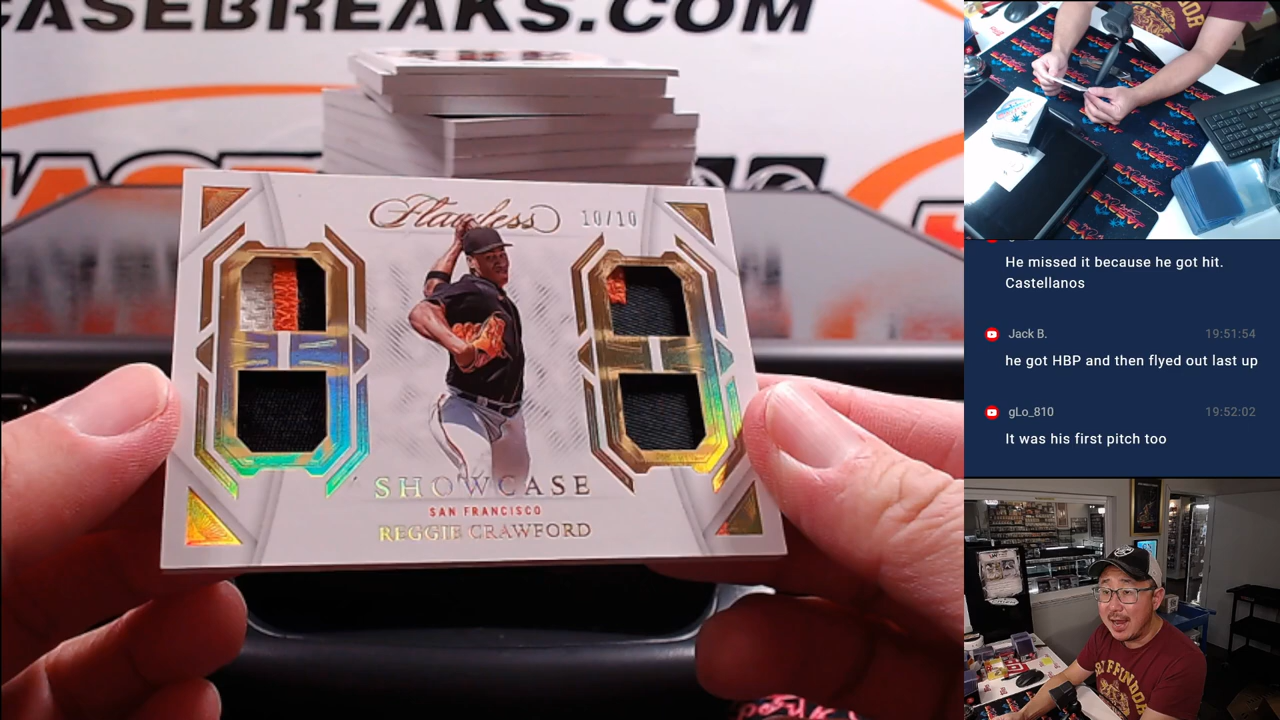 CASEBREAKS.COM
Flawless
10/10
SHOWCASE
SAN FRANCISCO
REGGIE CRAWFORD
He missed it because he got hit.
Castellanos
Jack B.
19:51:54
he got HBP and then flyed out last up
gLo_810
19:52:02
It was his first pitch too